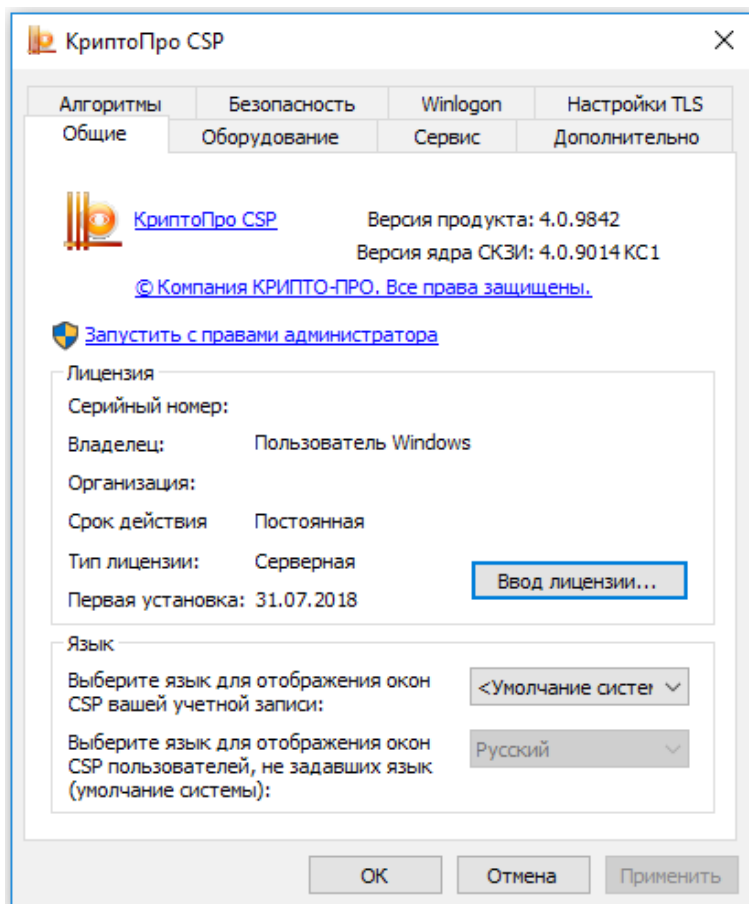 КриптоПро CSP
Алгоритмы Безопасность Winlogon Настройки TLS
Общие Оборудование Сервис Дополнительно
КриптоПро CSP Версия продукта: 4.0.9842
Версия ядра СКЗИ: 4.0.9014 КС1
© Компания КРИПТО-ПРО. Все права защищены.
Запустить с правами администратора
Лицензия
Серийный номер:
Владелец: Пользователь Windows
Организация:
Срок действия Постоянная
Тип лицензии: Серверная
Ввод лицензии...
Первая установка: 31.07.2018
Язык
Выберите язык для отображения окон
CSP вашей учетной записи:
<Умолчание систем
Выберите язык для отображения окон
CSP пользователей, не задавших язык
(умолчание системы):
Русский
ОК Отмена Применить